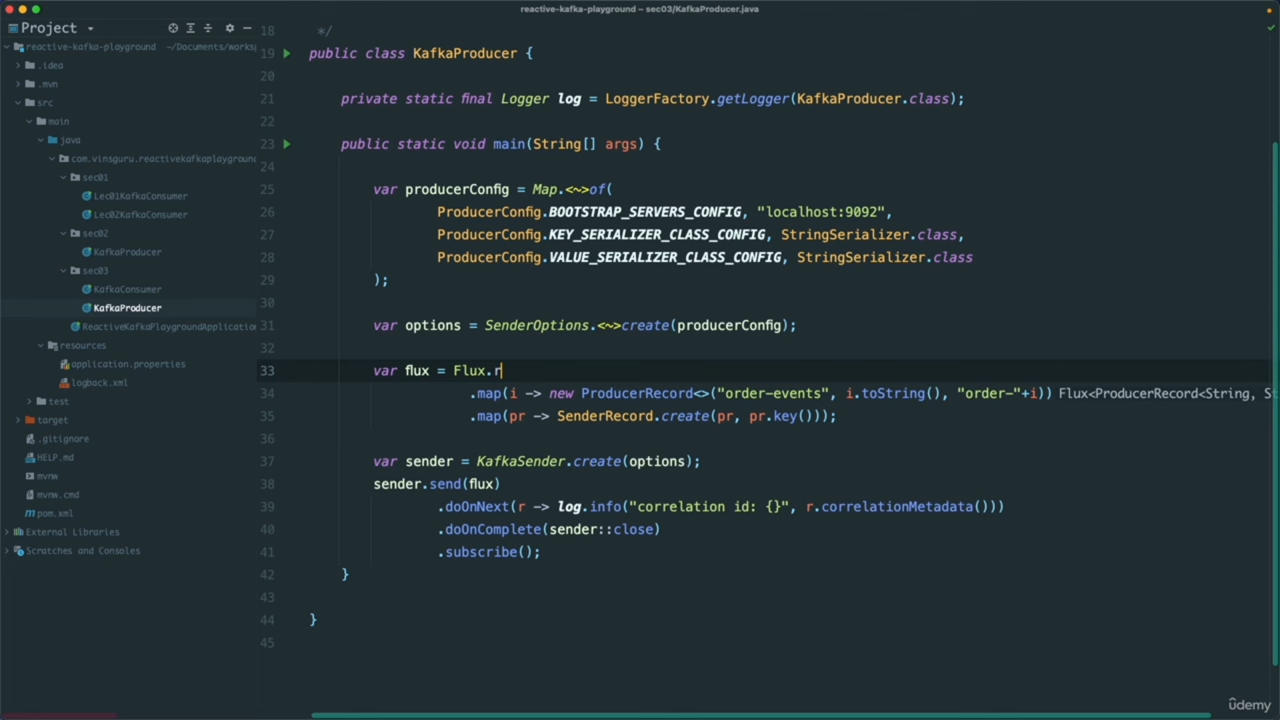 reactive-kafka-playground – sec03/KafkaProducer.java
Project
reactive-kafka-playground ~/Documents/works
.idea
.mvn
src
main
java
com.vinsguru.reactivekafkaplayground
sec01
Lec01KafkaConsumer
Lec02KafkaConsumer
sec02
KafkaProducer
sec03
KafkaConsumer
KafkaProducer
ReactiveKafkaPlaygroundApplicatio
resources
application.properties
logback.xml
test
target
.gitignore
HELP.md
mvnw
mvnw.cmd
pom.xml
External Libraries
Scratches and Consoles
18 */
19 public class KafkaProducer {
20
21 private static final Logger log = LoggerFactory.getLogger(KafkaProducer.class);
22
23 public static void main(String[] args) {
24
25 var producerConfig = Map.<~>of(
26 ProducerConfig.BOOTSTRAP_SERVERS_CONFIG, "localhost:9092",
27 ProducerConfig.KEY_SERIALIZER_CLASS_CONFIG, StringSerializer.class,
28 ProducerConfig.VALUE_SERIALIZER_CLASS_CONFIG, StringSerializer.class
29 );
30
31 var options = SenderOptions.<~>create(producerConfig);
32
33 var flux = Flux.r
34 .map(i -> new ProducerRecord<>("order-events", i.toString(), "order-"+i)) Flux<ProducerRecord<String, St
35 .map(pr -> SenderRecord.create(pr, pr.key()));
36
37 var sender = KafkaSender.create(options);
38 sender.send(flux)
39 .doOnNext(r -> log.info("correlation id: {}", r.correlationMetadata()))
40 .doOnComplete(sender::close)
41 .subscribe();
42 }
43
44 }
45
ûdemy